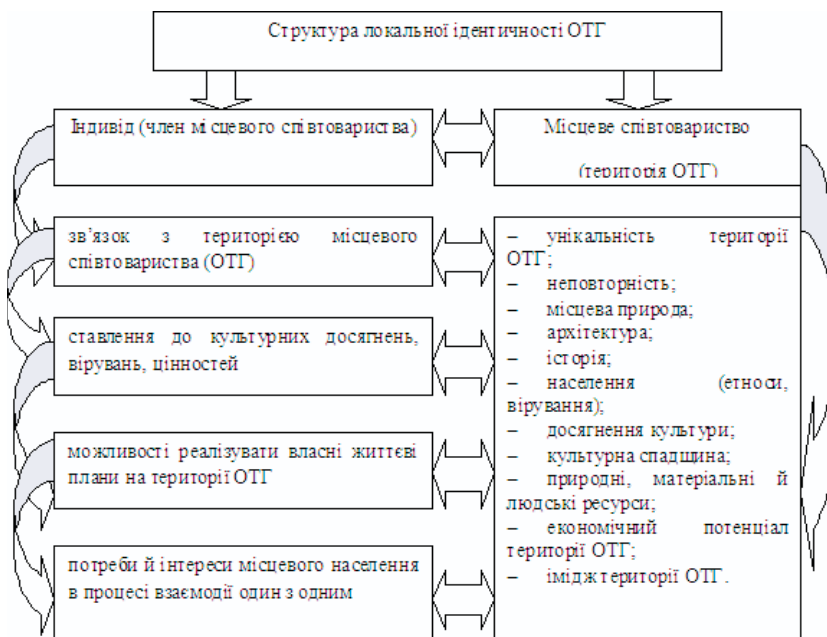 Структура локальної ідентичності ОТГ
Індивід (член місцевого співтовариства)
Місцеве співтовариство
(територія ОТГ)
зв'язок з територією місцевого
співтовариства (ОТГ)
ставлення до культурних досягнень,
вірувань, цінностей
можливості реалізувати власні життєві
плани на території ОТГ
потреби й інтереси місцевого населення
в процесі взаємодії один з одним
– унікальність території
ОТГ;
– неповторність;
– місцева природа;
– архітектура;
– історія;
– населення (етноси,
вірування);
– досягнення культури;
– культурна спадщина;
– природні, матеріальні й
людські ресурси;
– економічний потенціал
території ОТГ;
– імідж території ОТГ.